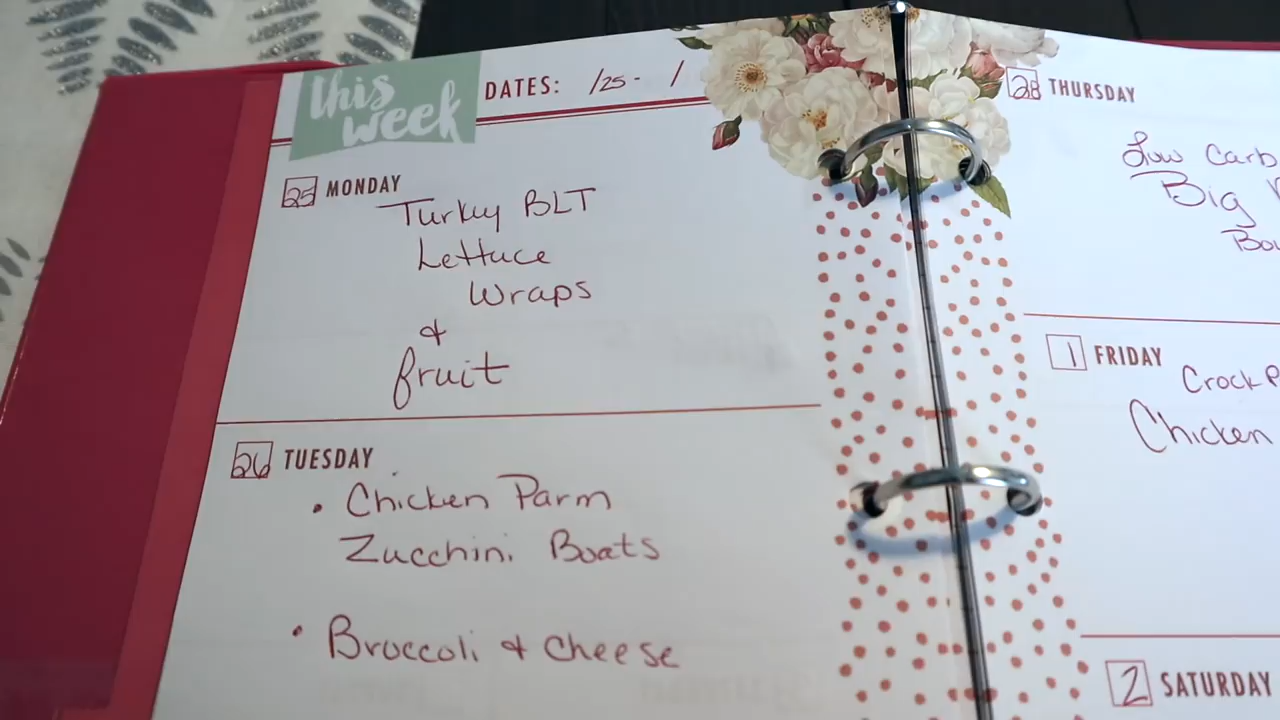 this week
DATES: /25- /
25 MONDAY
Turkey BLT
Lettuce
Wraps
&
fruit
26 TUESDAY
• Chicken Parm
Zucchini Boats
• Broccoli & Cheese
28 THURSDAY
Low Carb
Big
1 FRIDAY
Crock
Chicken
2 SATURDAY